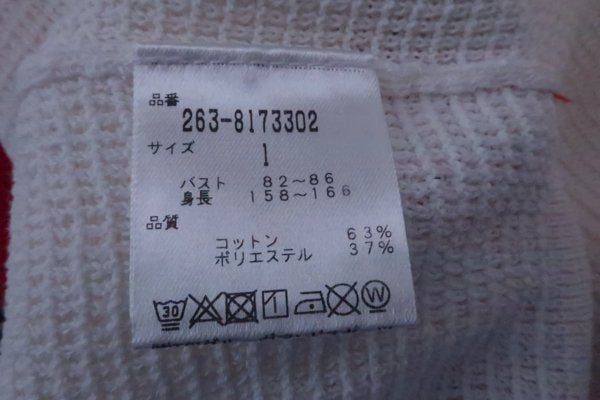 品番
263-8173302
サイズ
1
バスト 82～86
身長 158～166
品質
コットン 63%
ポリエステル 37%
30 W